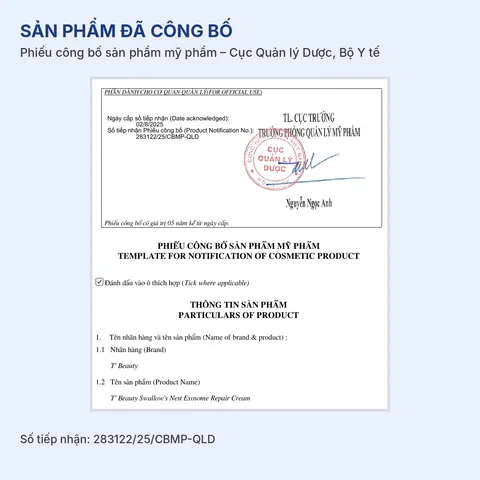 SẢN PHẨM ĐÃ CÔNG BỐ
Phiếu công bố sản phẩm mỹ phẩm – Cục Quản lý Dược, Bộ Y tế
PHẦN DÀNH CHO CƠ QUAN QUẢN LÝ (FOR OFFICIAL USE)
Ngày cấp số tiếp nhận (Date acknowledged):
02/8/2025
Số tiếp nhận Phiếu công bố (Product Notification No.):
283122/25/CBMP-QLD
TL. CỤC TRƯỞNG
TRƯỞNG PHÒNG QUẢN LÝ MỸ PHẨM
CỤC
QUẢN LÝ
DƯỢC
Nguyễn Ngọc Anh
Phiếu công bố có giá trị 05 năm kể từ ngày cấp.
PHIẾU CÔNG BỐ SẢN PHẨM MỸ PHẨM
TEMPLATE FOR NOTIFICATION OF COSMETIC PRODUCT
Đánh dấu vào ô thích hợp (Tick where applicable)
THÔNG TIN SẢN PHẨM
PARTICULARS OF PRODUCT
1. Tên nhãn hàng và tên sản phẩm (Name of brand & product) :
1.1 Nhãn hàng (Brand)
T' Beauty
1.2 Tên sản phẩm (Product Name)
T' Beauty Swallow's Nest Exosome Repair Cream
Số tiếp nhận: 283122/25/CBMP-QLD